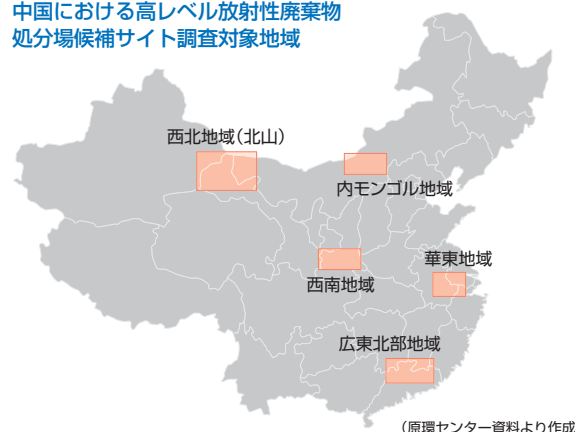 中国における高レベル放射性廃棄物
処分場候補サイト調査対象地域
西北地域（北山）
内モンゴル地域
華東地域
西南地域
広東北部地域
（原環センター資料より作成